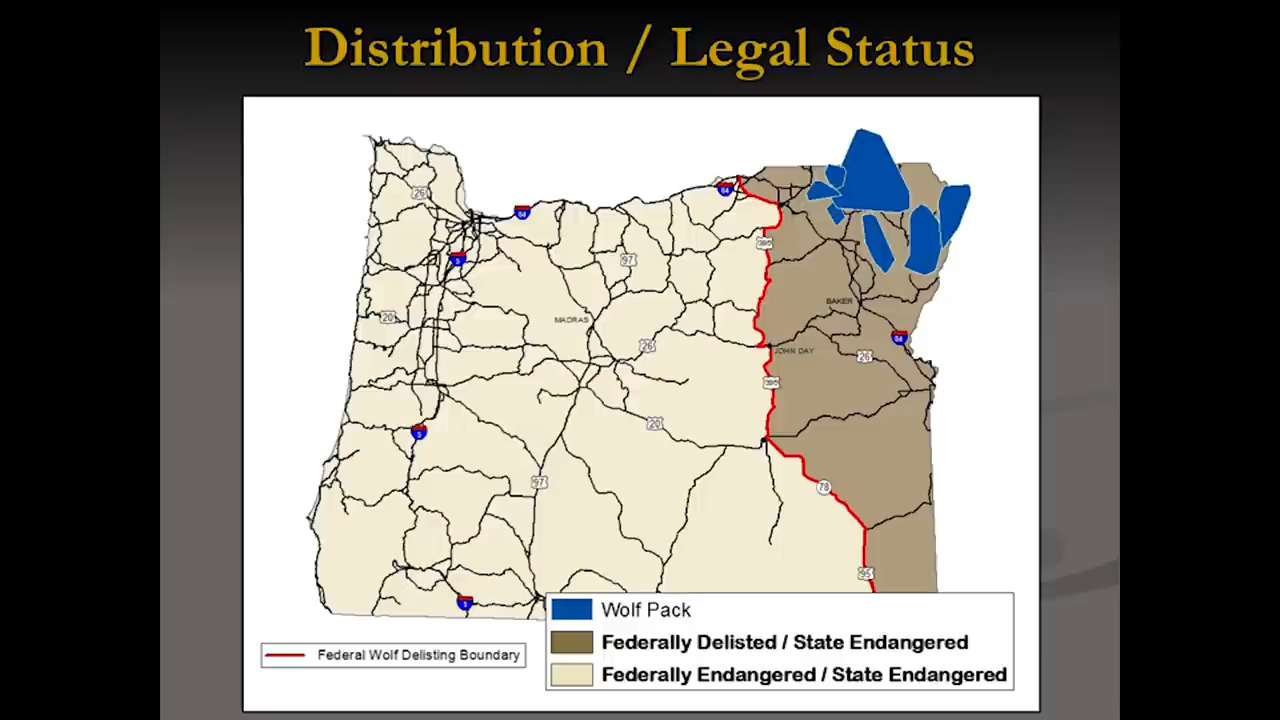 Distribution / Legal Status
26
84
84
5
97
395
20
MADRAS
BAKER
84
26
JOHN DAY
26
395
20
5
97
78
95
5
Wolf Pack
Federally Delisted / State Endangered
Federal Wolf Delisting Boundary
Federally Endangered / State Endangered